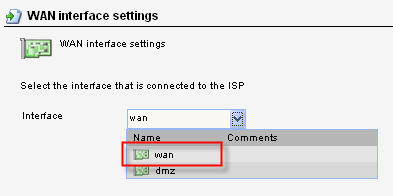 WAN interface settings
WAN interface settings
Select the interface that is connected to the ISP
Interface wan
Name Comments
wan
dmz